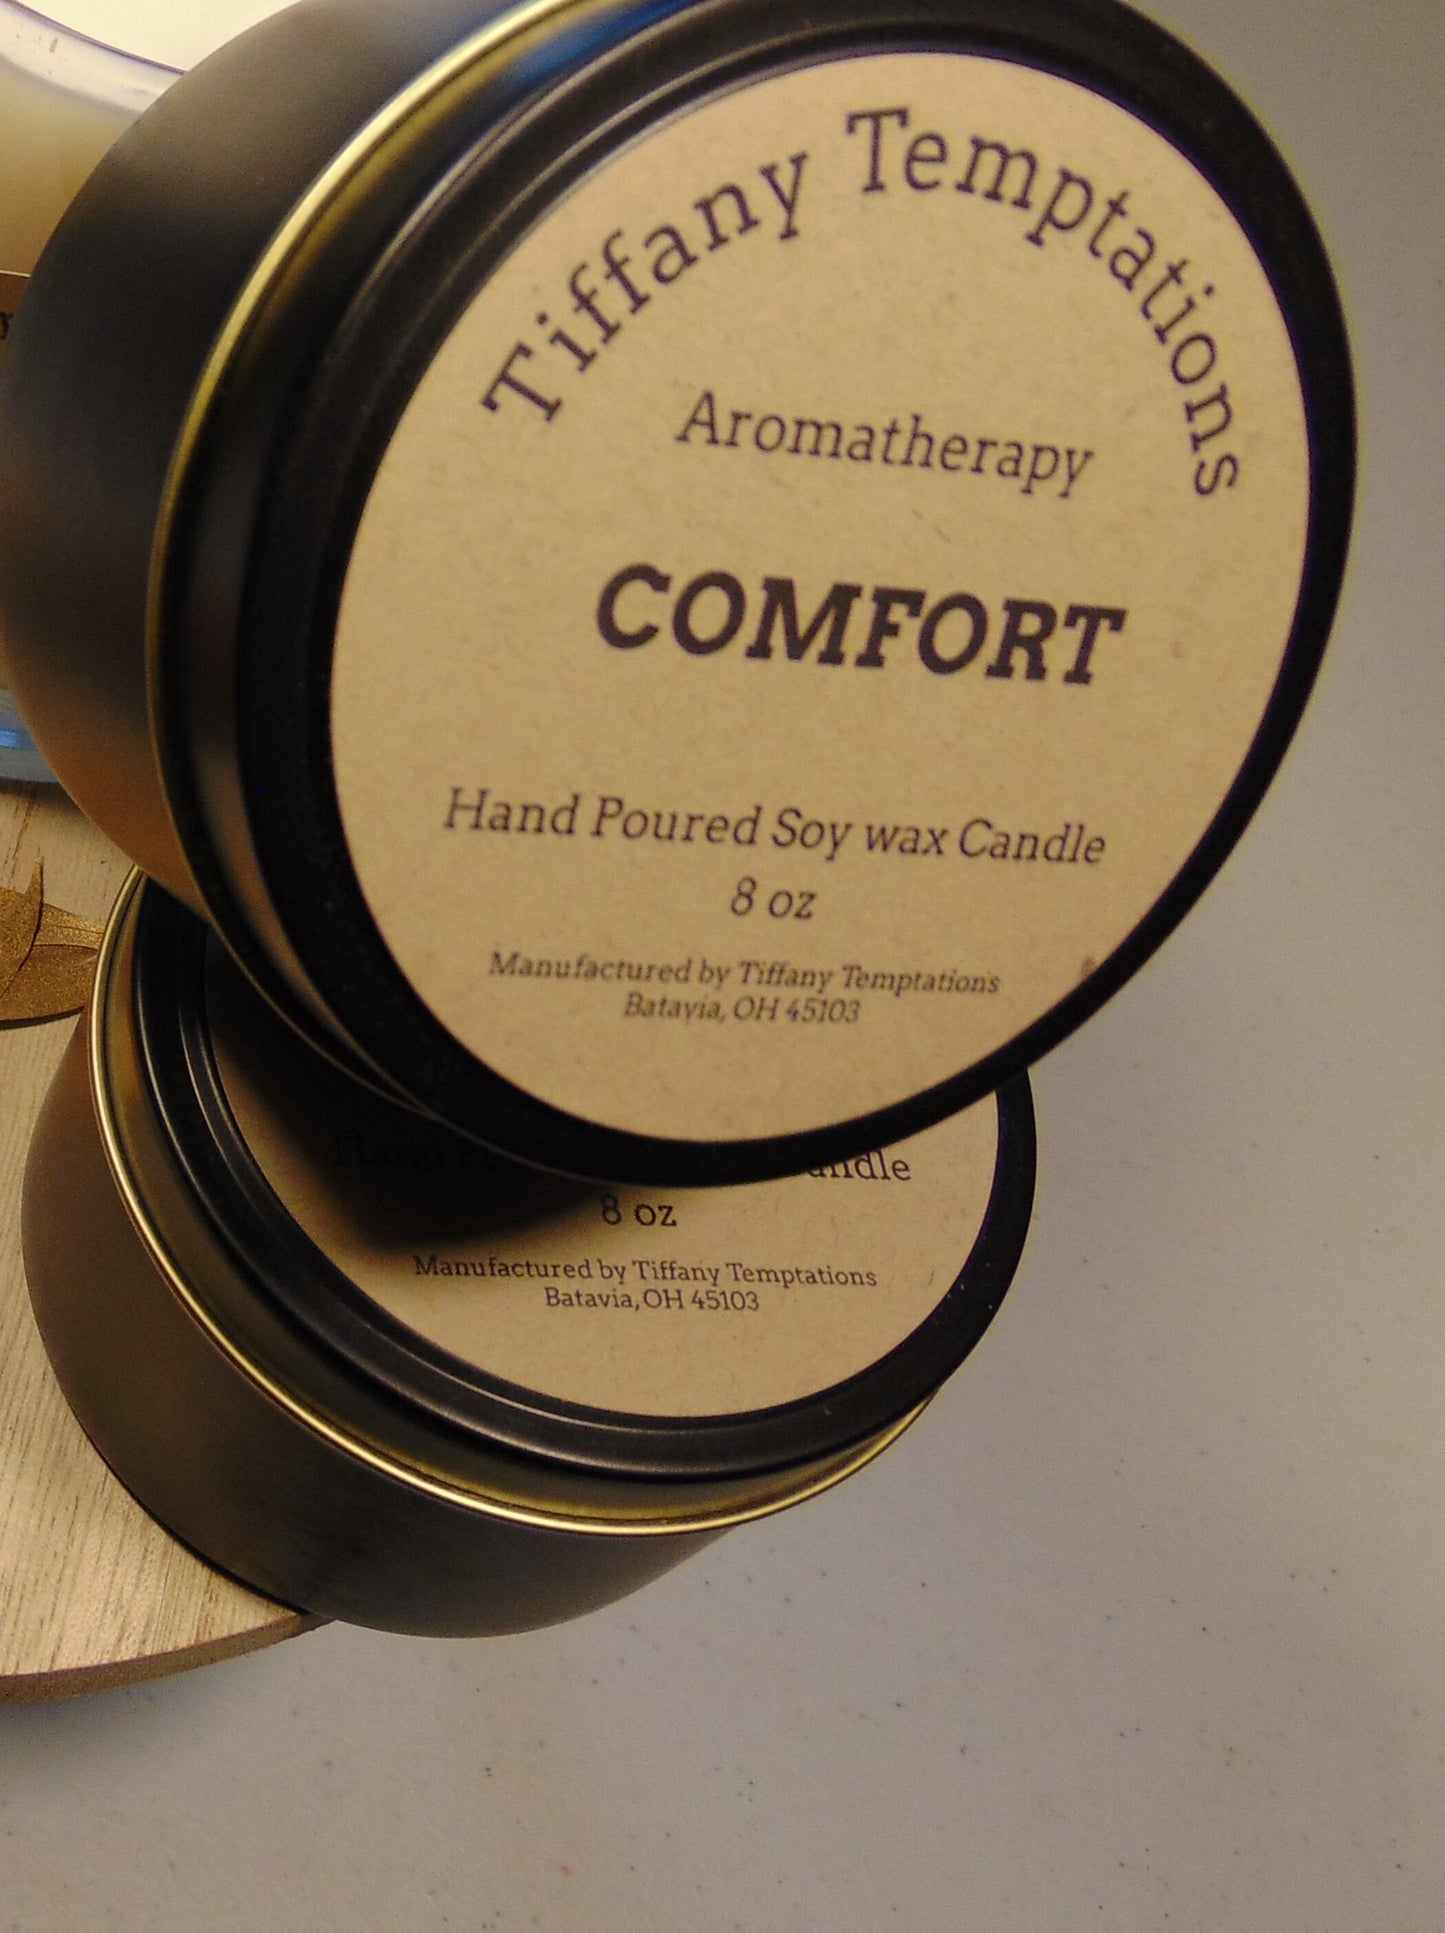 Tiffany Temptations
Aromatherapy
COMFORT
Hand Poured Soy wax Candle
8 oz
Manufactured by Tiffany Temptations
Batavia, OH 45103
Hand
8 oz
Manufactured by Tiffany Temptations
Batavia, OH 45103